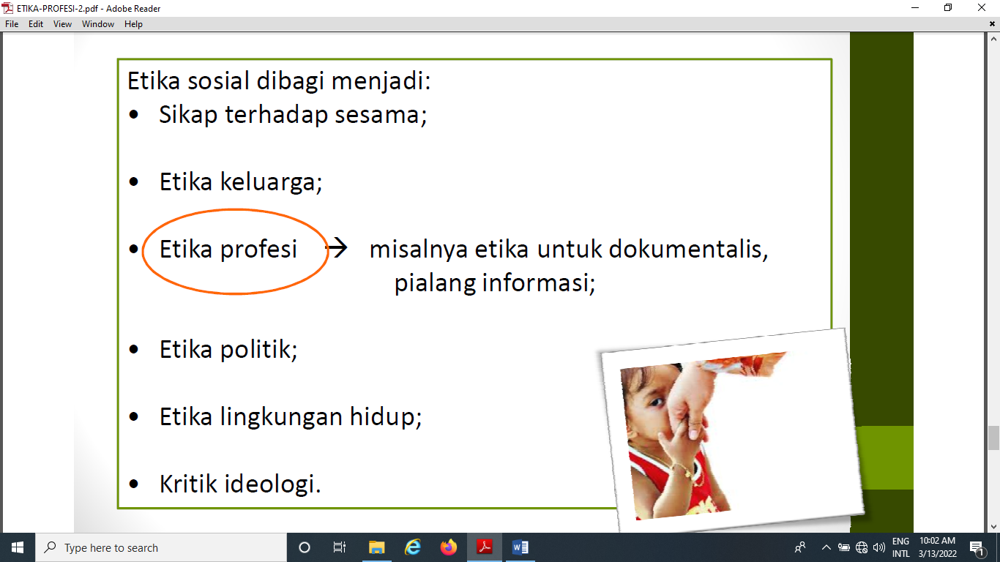 ETIKA-PROFESI-2.pdf - Adobe Reader
File Edit View Window Help
Etika sosial dibagi menjadi:
• Sikap terhadap sesama;
• Etika keluarga;
• Etika profesi → misalnya etika untuk dokumentalis,
pialang informasi;
• Etika politik;
• Etika lingkungan hidup;
• Kritik ideologi.
Type here to search
ENG
INTL
10:02 AM
3/13/2022
1